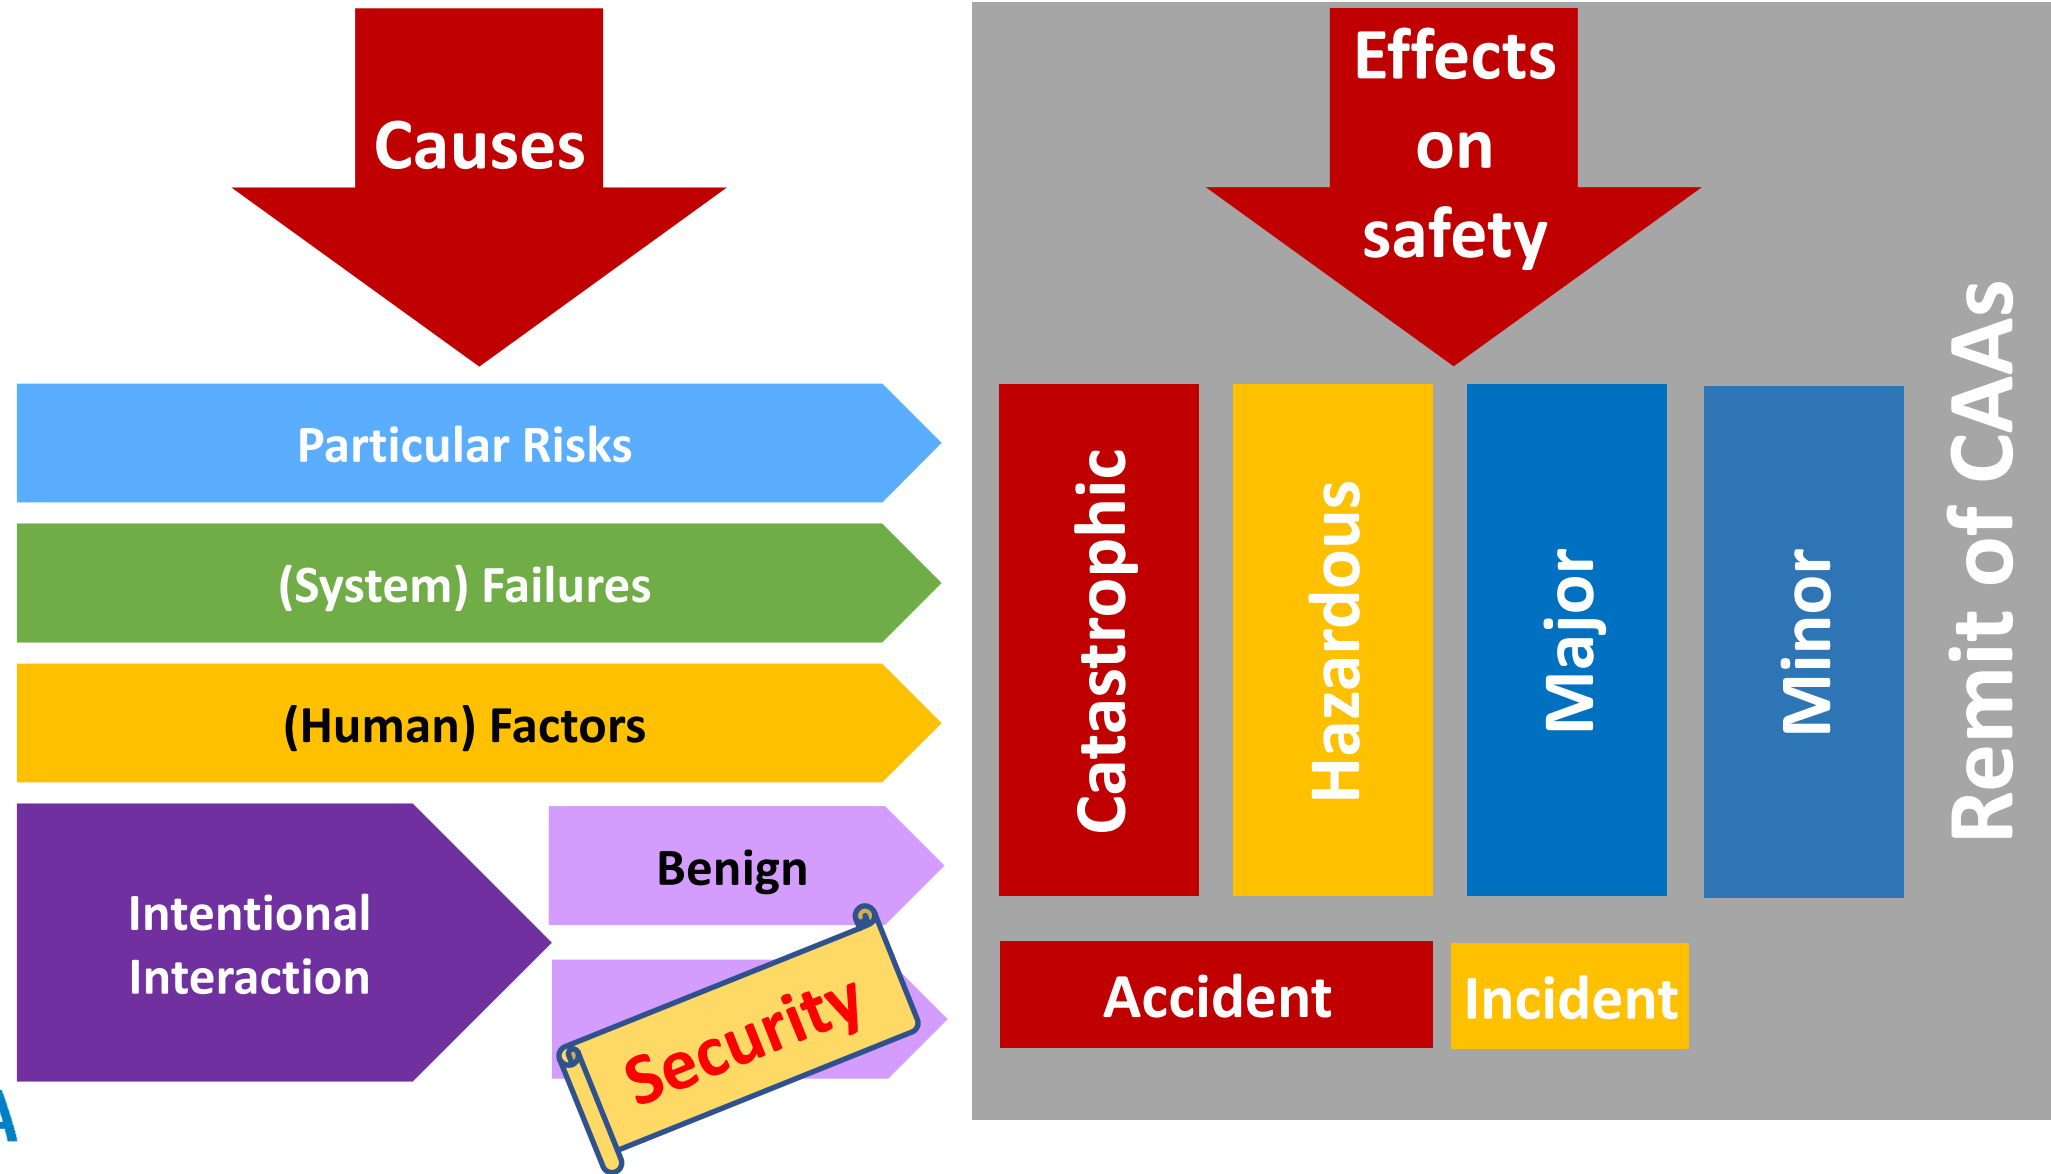 Causes
Particular Risks
(System) Failures
(Human) Factors
Intentional
Interaction
Benign
Security
Effects
on
safety
Catastrophic
Hazardous
Major
Minor
Accident
Incident
Remit of CAAs